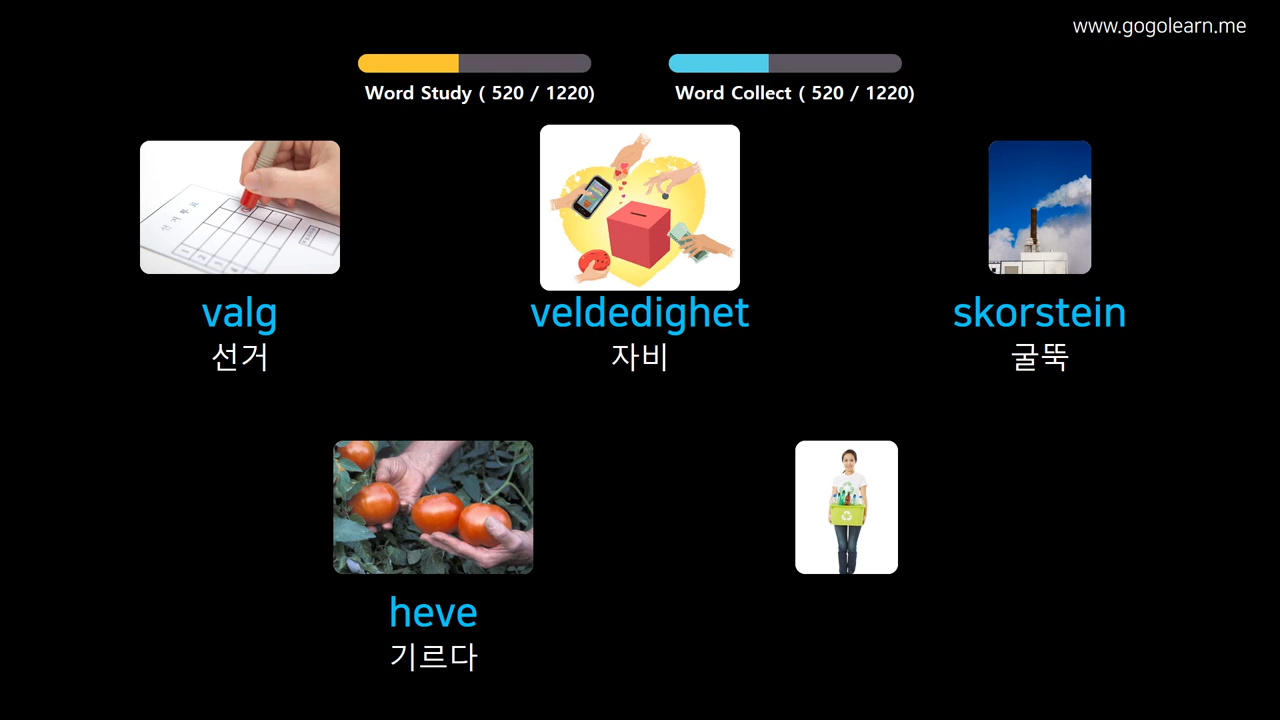 www.gogolearn.me
Word Study ( 520 / 1220)
Word Collect ( 520 / 1220)
valg
veldedighet
skorstein
선거
자비
굴뚝
heve
기르다